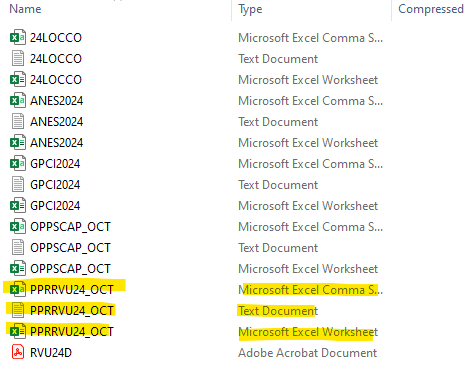 Name Type Compressed
24LOCCO Microsoft Excel Comma S...
24LOCCO Text Document
24LOCCO Microsoft Excel Worksheet
ANES2024 Microsoft Excel Comma S...
ANES2024 Text Document
ANES2024 Microsoft Excel Worksheet
GPCI2024 Microsoft Excel Comma S...
GPCI2024 Text Document
GPCI2024 Microsoft Excel Worksheet
OPPSCAP_OCT Microsoft Excel Comma S...
OPPSCAP_OCT Text Document
OPPSCAP_OCT Microsoft Excel Worksheet
PPRRVU24_OCT Microsoft Excel Comma S...
PPRRVU24_OCT Text Document
PPRRVU24_OCT Microsoft Excel Worksheet
RVU24D Adobe Acrobat Document